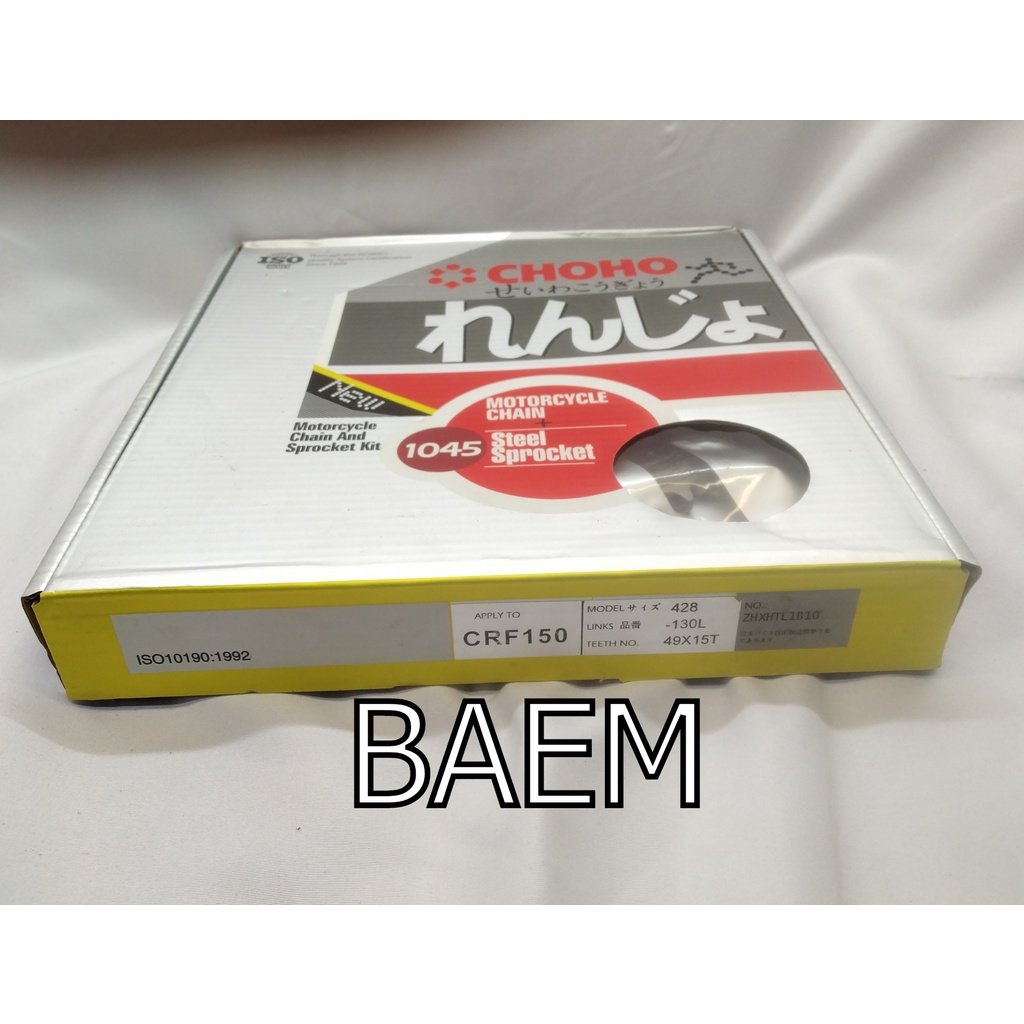 ISO
CHOHO
せいわこうぎょう
れんじょ
New
Motorcycle
Chain And
Sprocket Kit
1045
MOTORCYCLE
CHAIN
+
Steel
Sprocket
ISO10190:1992
APPLY TO
CRF150
MODEL サイズ 428
LINKS 品番 -130L
TEETH NO. 49X15T
NO.:
ZHXHTL1810
BAEM